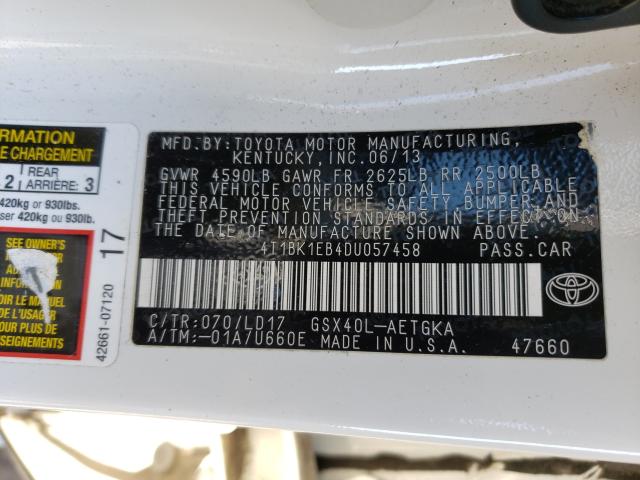 MFD. BY: TOYOTA MOTOR MANUFACTURING,
KENTUCKY, INC. 06/13
GVWR 4590LB GAWR FR 2625LB RR 2500LB
THIS VEHICLE CONFORMS TO ALL APPLICABLE
FEDERAL MOTOR VEHICLE SAFETY, BUMPER, AND
THEFT PREVENTION STANDARDS IN EFFECT ON
THE DATE OF MANUFACTURE SHOWN ABOVE.
4T1BK1EB4DU057458 PASS. CAR
C/TR: 070/LD17 GSX40L-AETGKA
A/TM: -01A/U660E MADE IN U.S.A. 47660
TOYOTA
RMATION
E CHARGEMENT
2 REAR 3
ARRIÈRE:
420kg or 930lbs.
ser 420kg ou 930lb.
SEE OWNER'S
VOIR LE
MANUEL
DE L'USAGER
POUR PLUS DE
NSEIGNEMENTS
17
42661-07120